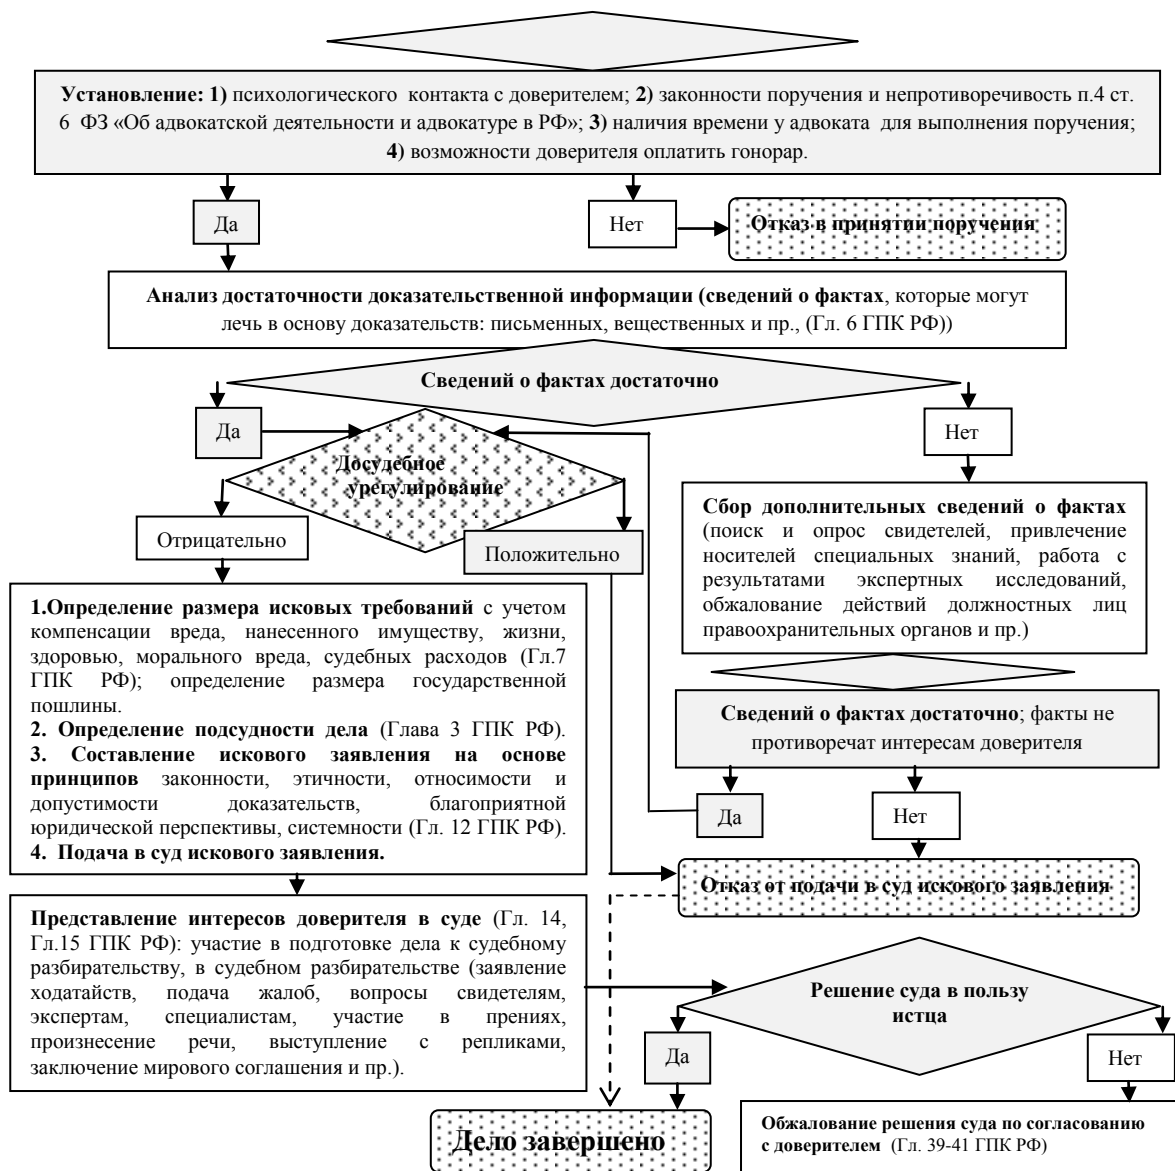 Установление: 1) психологического контакта с доверителем; 2) законности поручения и непротиворечивость п.4 ст.
6 ФЗ «Об адвокатской деятельности и адвокатуре в РФ»; 3) наличия времени у адвоката для выполнения поручения;
4) возможности доверителя оплатить гонорар.
Да
Нет
Отказ в принятии поручения
Анализ достаточности доказательственной информации (сведений о фактах, которые могут
лечь в основу доказательств: письменных, вещественных и пр., (Гл. 6 ГПК РФ))
Сведений о фактах достаточно
Да
Нет
Досудебное
урегулирование
Отрицательно
Положительно
Сбор дополнительных сведений о фактах
(поиск и опрос свидетелей, привлечение
носителей специальных знаний, работа с
результатами экспертных исследований,
обжалование действий должностных лиц
правоохранительных органов и пр.)
1.Определение размера исковых требований с учетом
компенсации вреда, нанесенного имуществу, жизни,
здоровью, морального вреда, судебных расходов (Гл.7
ГПК РФ); определение размера государственной
пошлины.
2. Определение подсудности дела (Глава 3 ГПК РФ).
3. Составление искового заявления на основе
принципов законности, этичности, относимости и
допустимости доказательств, благоприятной
юридической перспективы, системности (Гл. 12 ГПК РФ).
4. Подача в суд искового заявления.
Сведений о фактах достаточно; факты не
противоречат интересам доверителя
Да
Нет
Отказ от подачи в суд искового заявления
Представление интересов доверителя в суде (Гл. 14,
Гл.15 ГПК РФ): участие в подготовке дела к судебному
разбирательству, в судебном разбирательстве (заявление
ходатайств, подача жалоб, вопросы свидетелям,
экспертам, специалистам, участие в прениях,
произнесение речи, выступление с репликами,
заключение мирового соглашения и пр.).
Решение суда в пользу
истца
Да
Нет
Дело завершено
Обжалование решения суда по согласованию
с доверителем (Гл. 39-41 ГПК РФ)